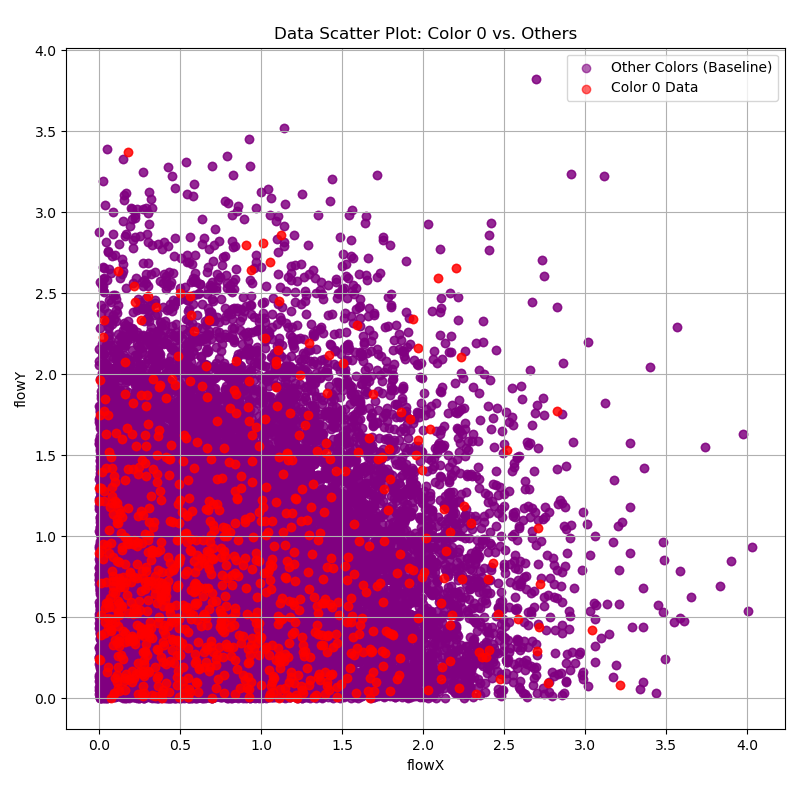 Data Scatter Plot: Color 0 vs. Others
Other Colors (Baseline)
Color 0 Data
flowY
4.0
3.5
3.0
2.5
2.0
1.5
1.0
0.5
0.0
0.0 0.5 1.0 1.5 2.0 2.5 3.0 3.5 4.0
flowX